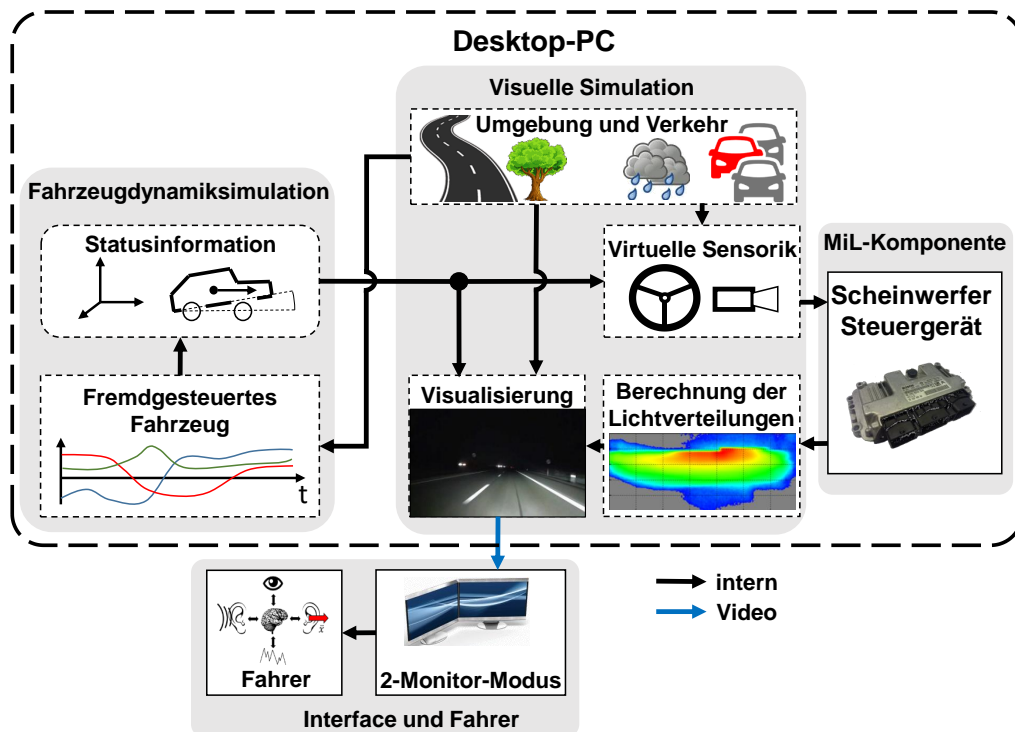 Desktop-PC
Visuelle Simulation
Umgebung und Verkehr
Fahrzeugdynamiksimulation
Statusinformation
Virtuelle Sensorik
MiL-Komponente
Scheinwerfer
Steuergerät
Fremdgesteuertes
Fahrzeug
t
Visualisierung
Berechnung der
Lichtverteilungen
intern
Video
Fahrer
2-Monitor-Modus
Interface und Fahrer